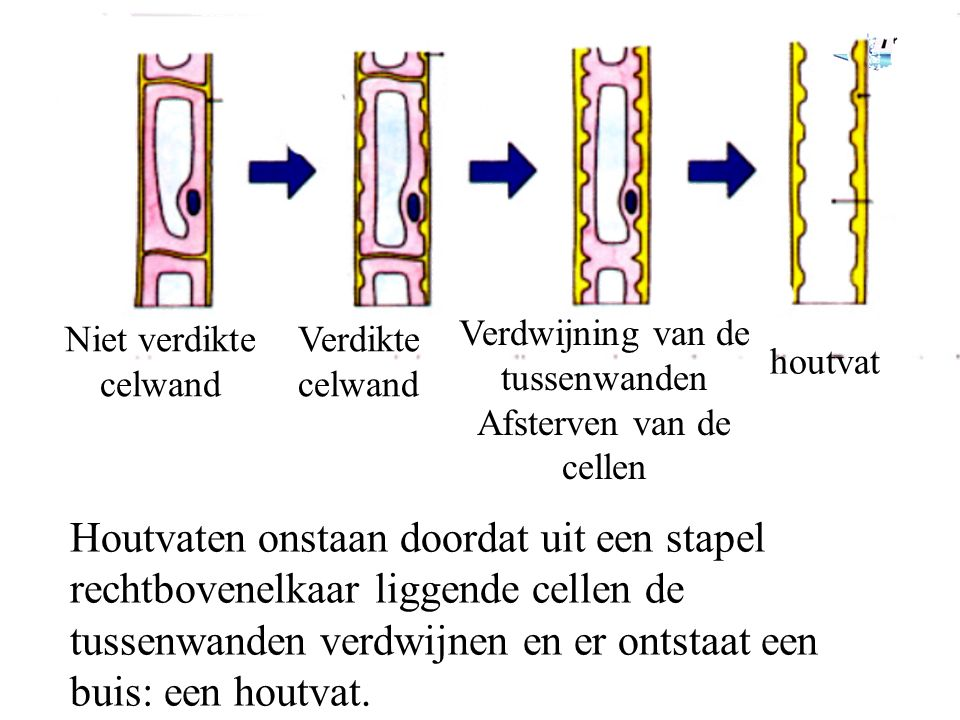 Niet verdikte
celwand
Verdikte
celwand
Verdwijning van de
tussenwanden
Afsterven van de
cellen
houtvat
Houtvaten onstaan doordat uit een stapel
rechtbovenelkaar liggende cellen de
tussenwanden verdwijnen en er ontstaat een
buis: een houtvat.